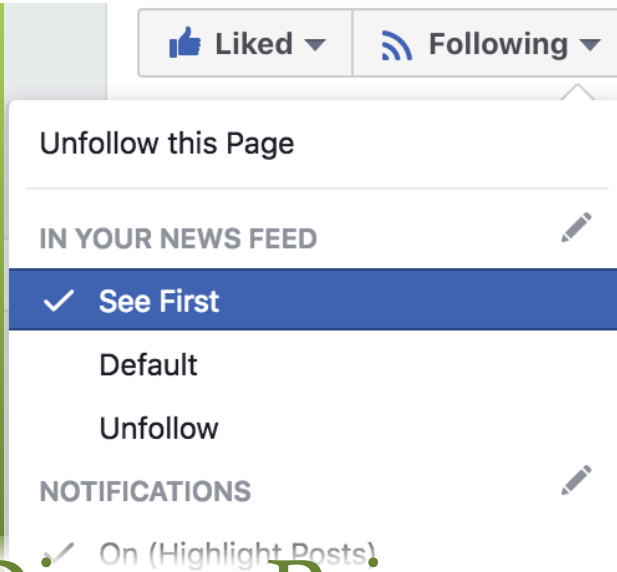 Liked Following
Unfollow this Page
IN YOUR NEWS FEED
See First
Default
Unfollow
NOTIFICATIONS
On (Highlight Posts)